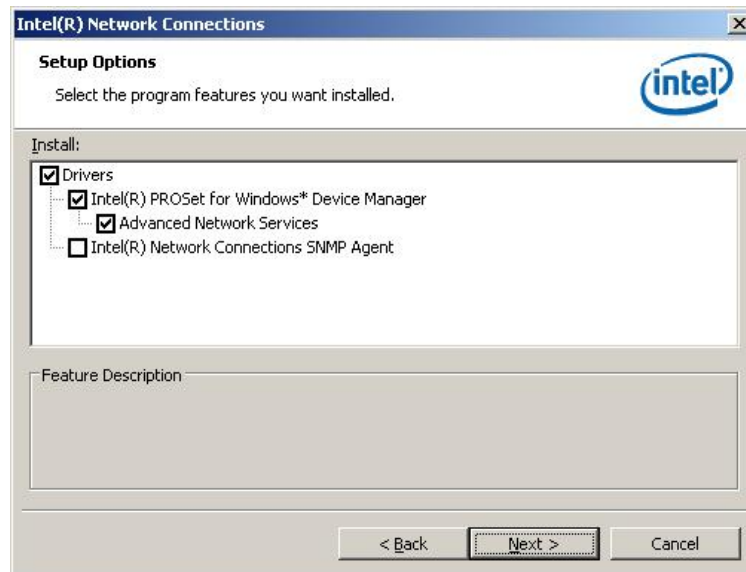 Intel(R) Network Connections
Setup Options
Select the program features you want installed.
intel
Install:
Drivers
Intel(R) PROSet for Windows* Device Manager
Advanced Network Services
Intel(R) Network Connections SNMP Agent
Feature Description
< Back
Next >
Cancel